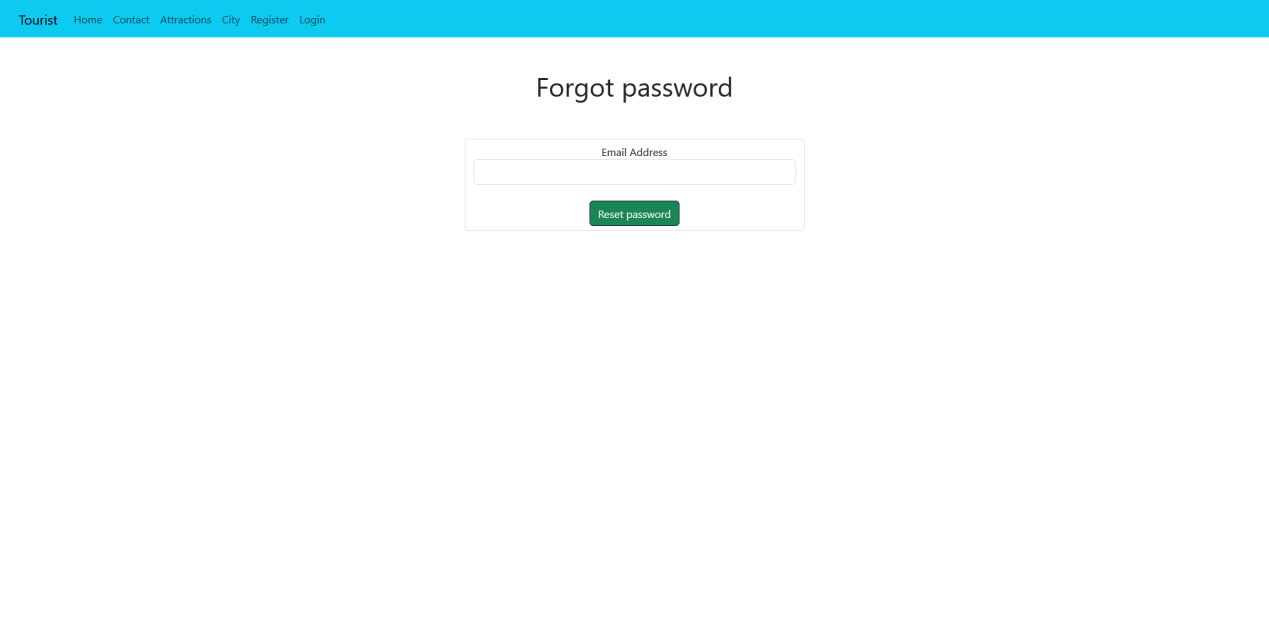 Tourist Home Contact Attractions City Register Login
Forgot password
Email Address
Reset password